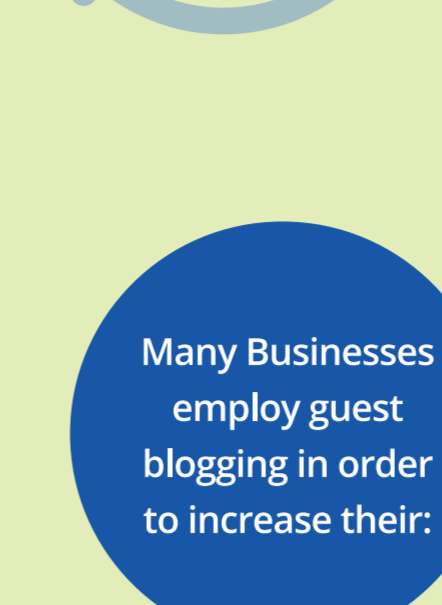 Many Businesses
employ guest
blogging in order
to increase their: